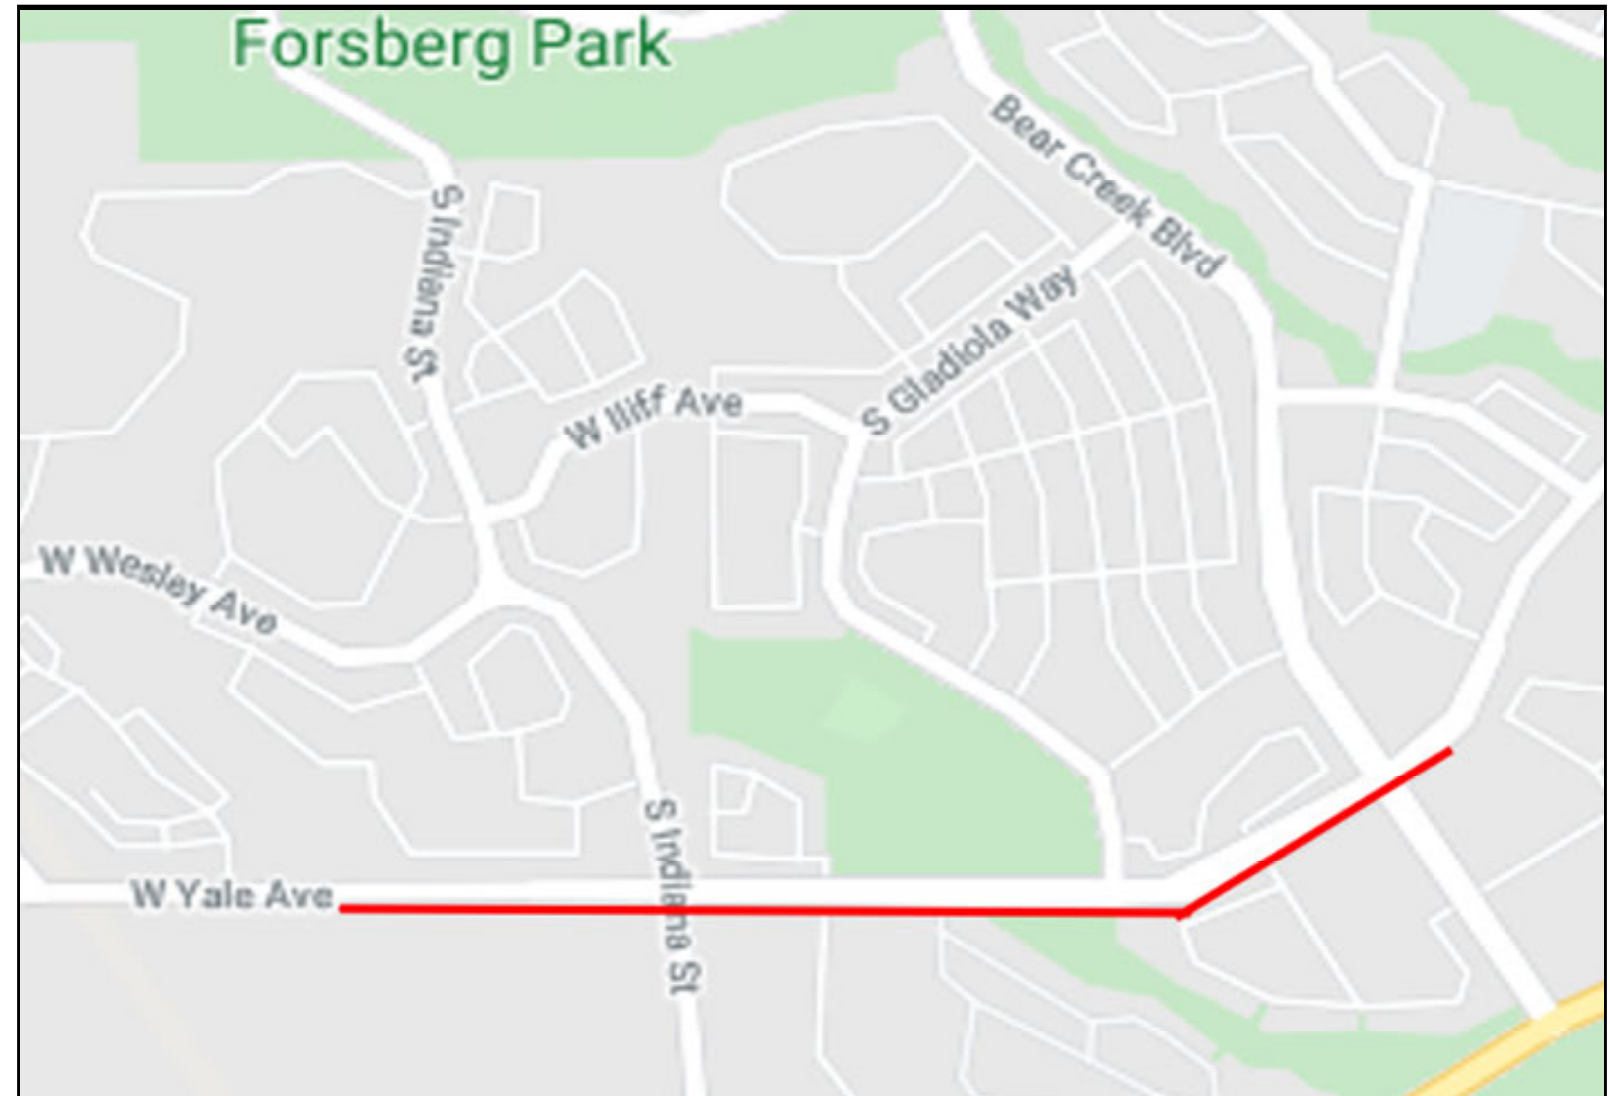 Forsberg Park
Bear Creek Blvd
S Indiana St
S Gladiola Way
W Iliff Ave
W Wesley Ave
S Indiana St
W Yale Ave